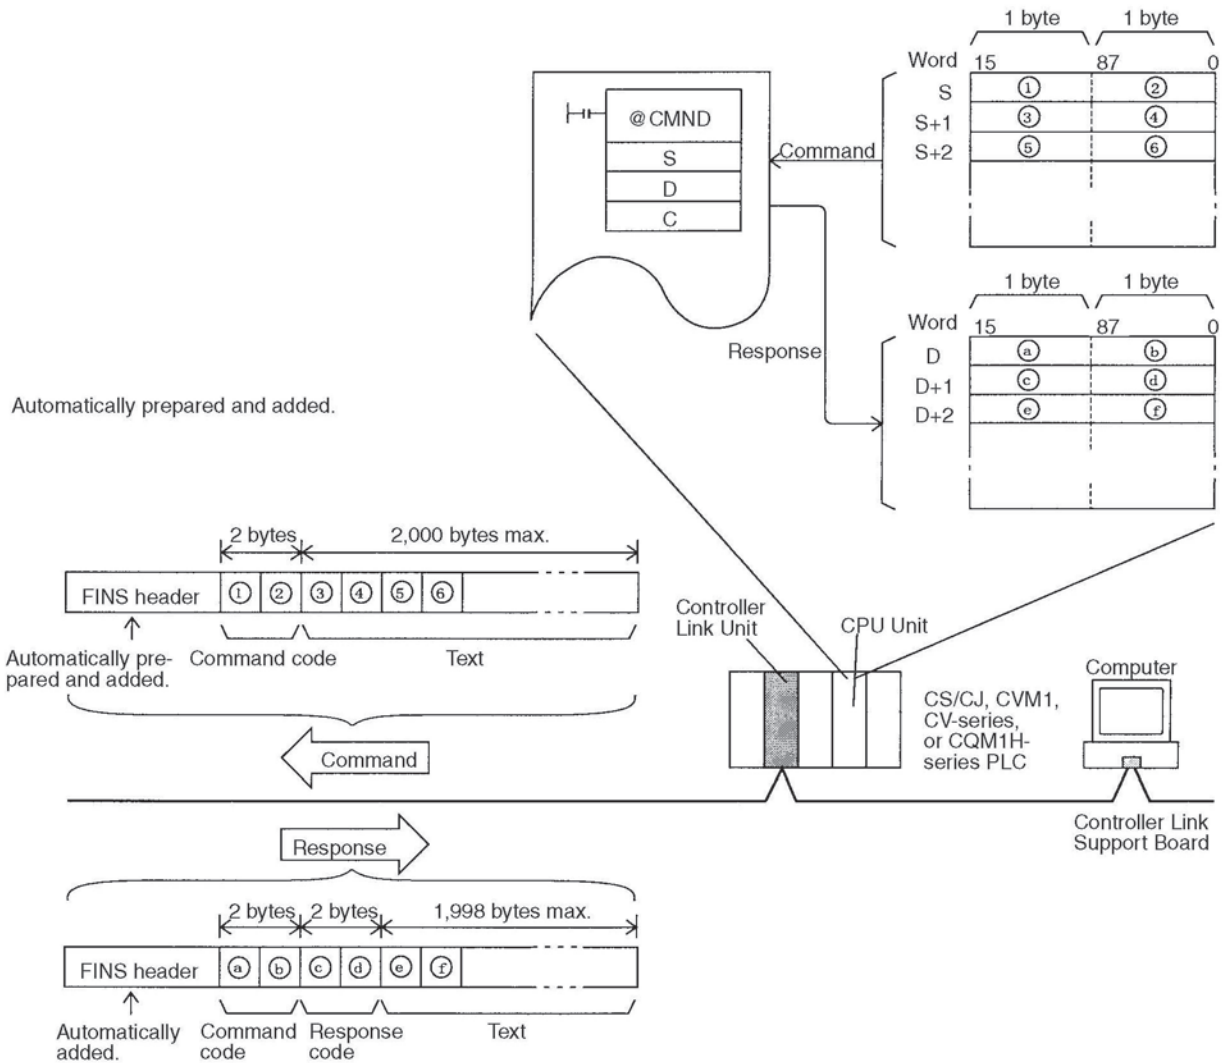 1 byte 1 byte
Word 15 87 0
S ① ②
S+1 ③ ④
S+2 ⑤ ⑥
@CMND
S
D
C
Command
1 byte 1 byte
Word 15 87 0
D ⓐ ⓑ
D+1 ⓒ ⓓ
D+2 ⓔ ⓕ
Response
Automatically prepared and added.
2 bytes 2,000 bytes max.
FINS header ① ② ③ ④ ⑤ ⑥
Automatically pre-
pared and added.
Command code Text
Command
Controller
Link Unit
CPU Unit
CS/CJ, CVM1,
CV-series,
or CQM1H-
series PLC
Computer
Controller Link
Support Board
Response
2 bytes 2 bytes 1,998 bytes max.
FINS header ⓐ ⓑ ⓒ ⓓ ⓔ ⓕ
Automatically
added.
Command
code
Response
code
Text